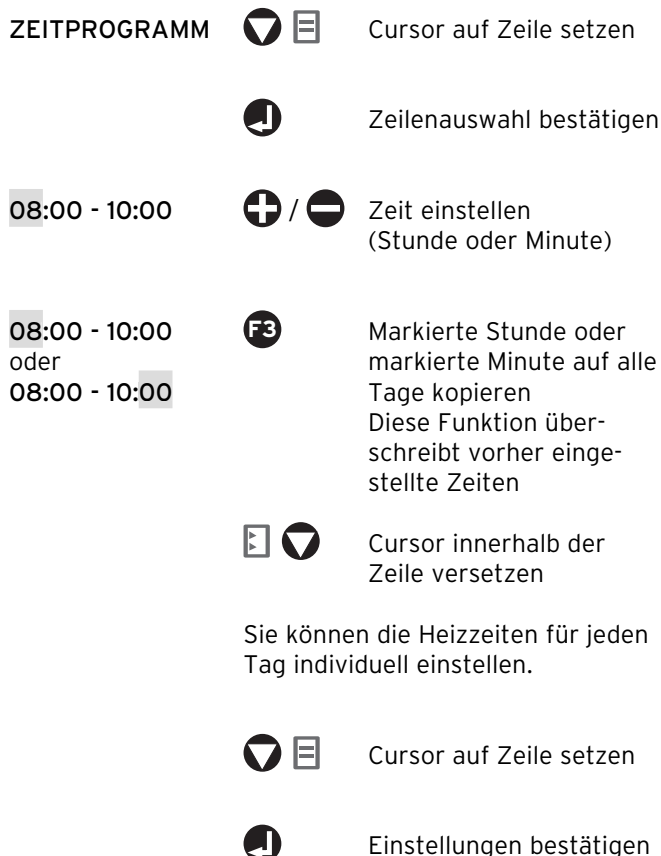 ZEITPROGRAMM Cursor auf Zeile setzen
Zeilenauswahl bestätigen
08:00 - 10:00 / Zeit einstellen
(Stunde oder Minute)
08:00 - 10:00 F3 Markierte Stunde oder
oder markierte Minute auf alle
08:00 - 10:00 Tage kopieren
Diese Funktion über-
schreibt vorher einge-
stellte Zeiten
Cursor innerhalb der
Zeile versetzen
Sie können die Heizzeiten für jeden
Tag individuell einstellen.
Cursor auf Zeile setzen
Einstellungen bestätigen